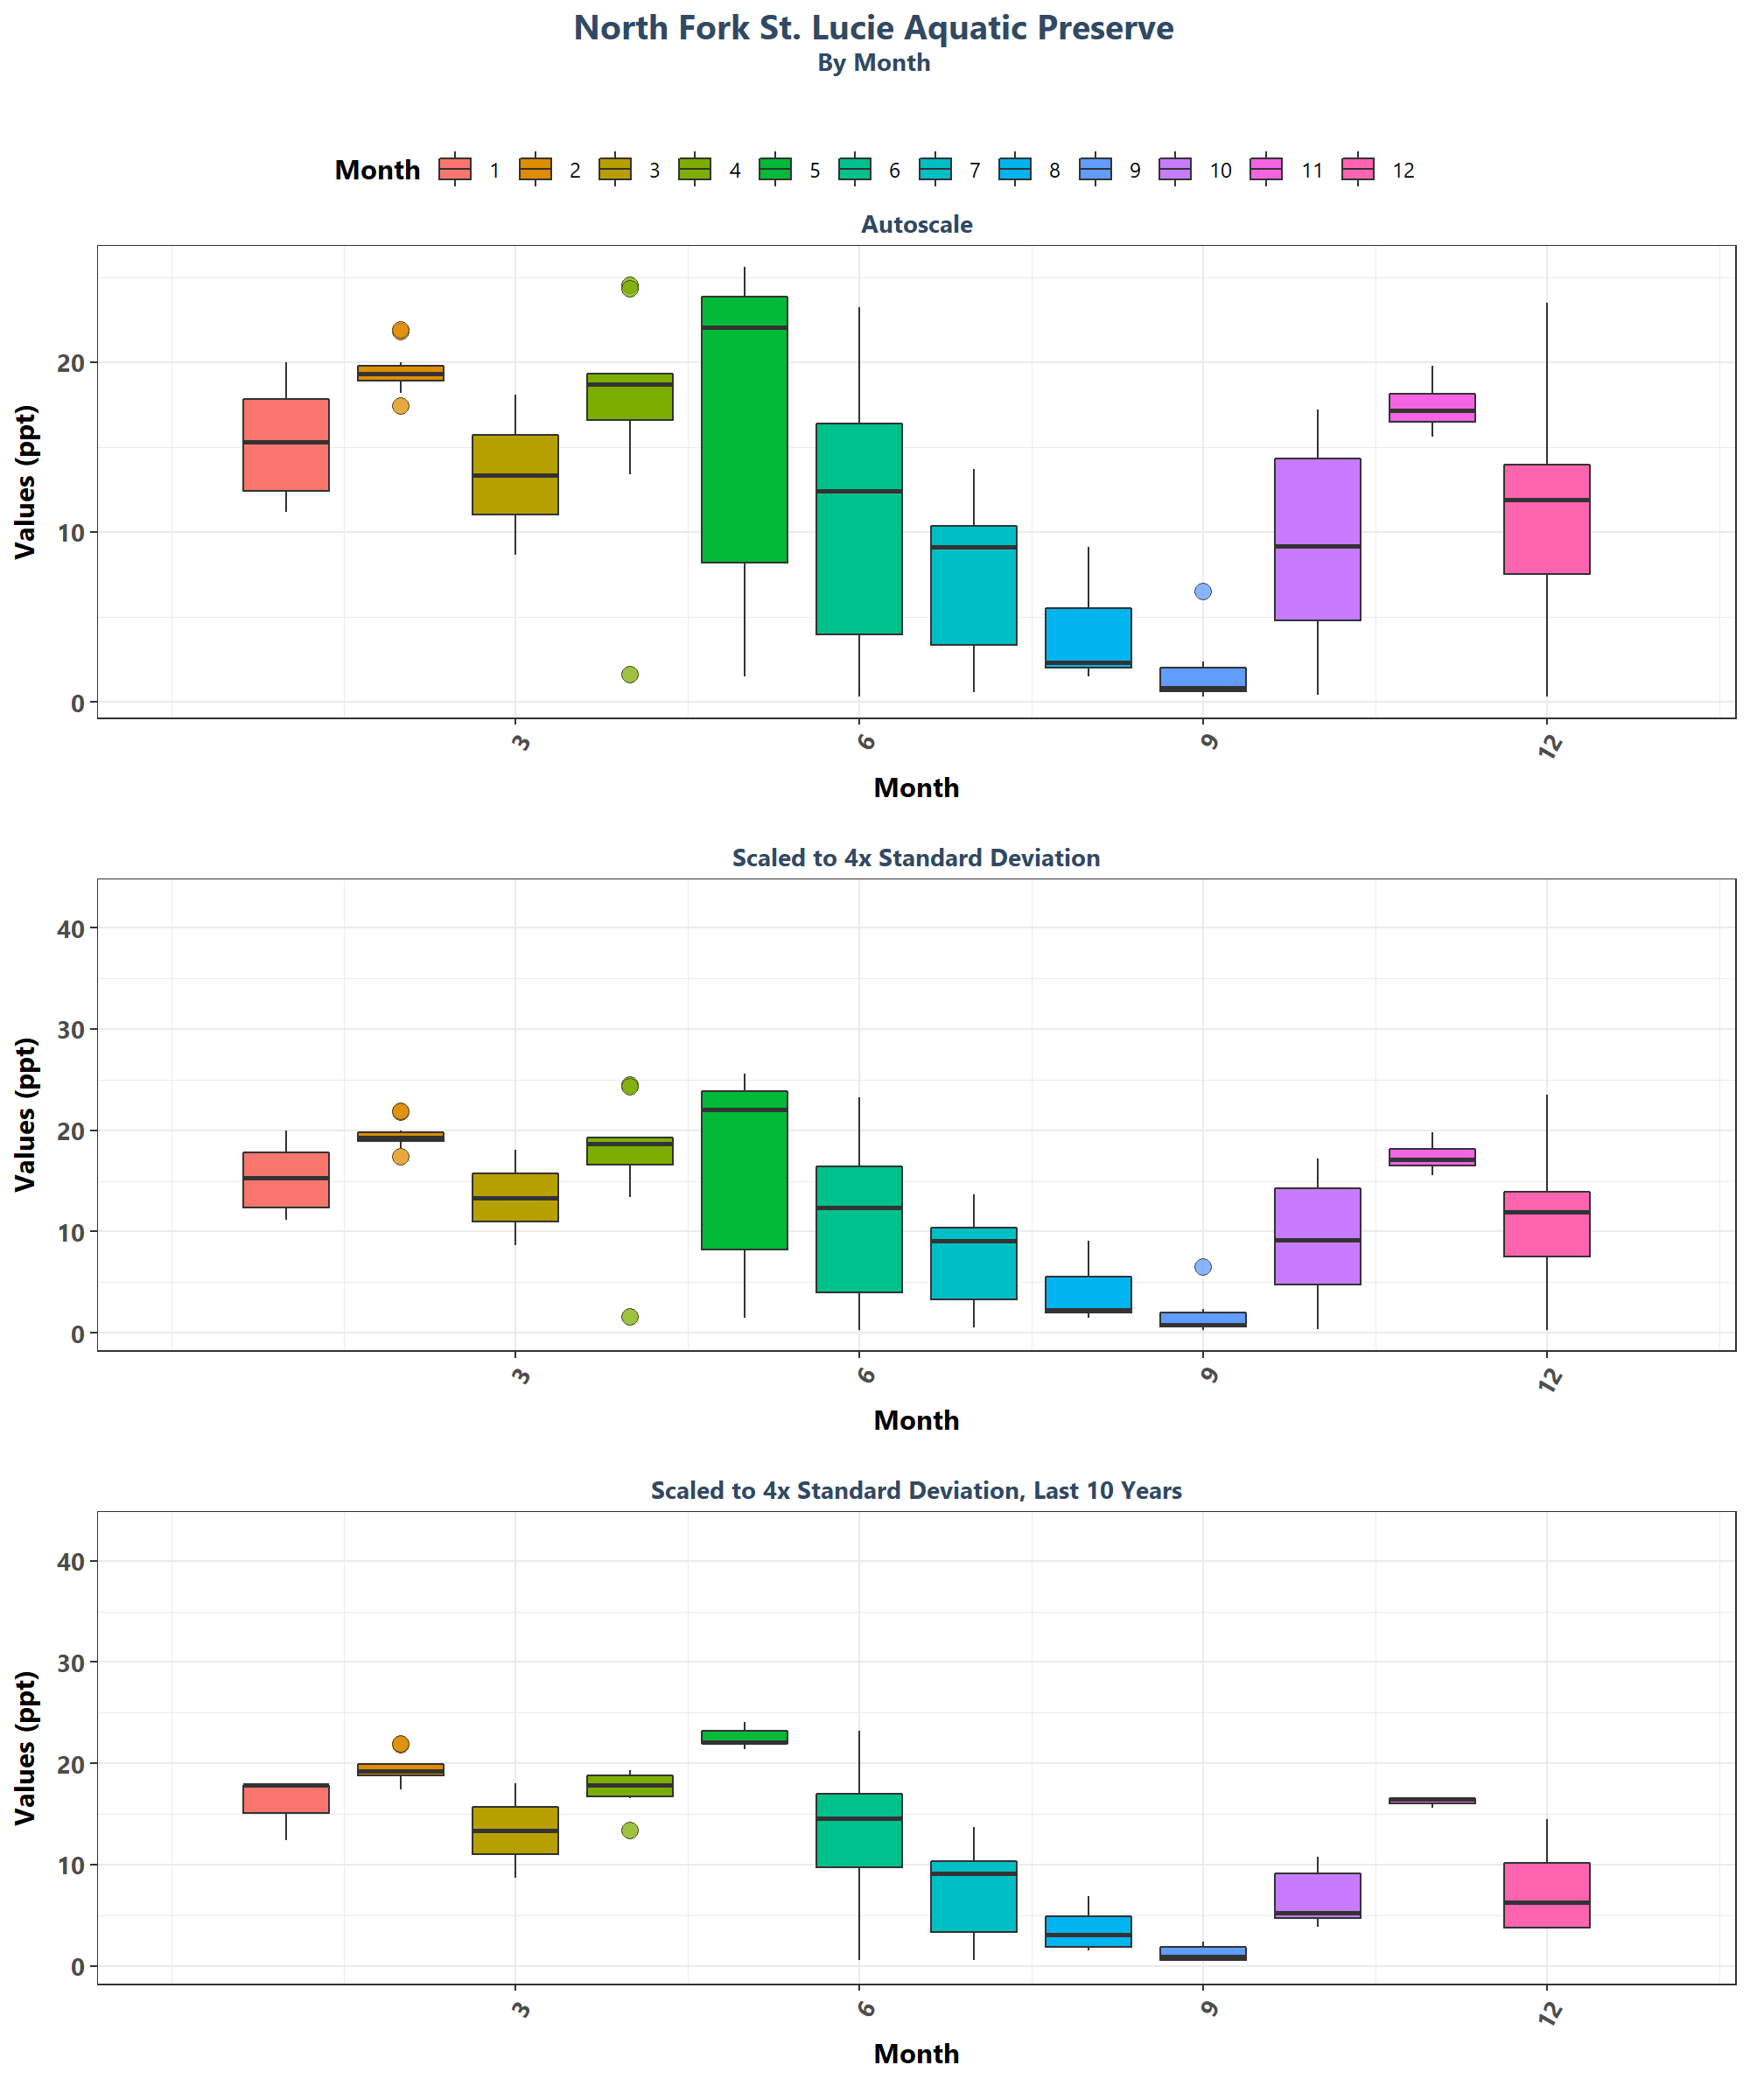 North Fork St. Lucie Aquatic Preserve
By Month
Month 1 2 3 4 5 6 7 8 9 10 11 12
Autoscale
Values (ppt)
20
10
0
3 6 9 12
Month
Scaled to 4x Standard Deviation
Values (ppt)
40
30
20
10
0
3 6 9 12
Month
Scaled to 4x Standard Deviation, Last 10 Years
Values (ppt)
40
30
20
10
0
3 6 9 12
Month